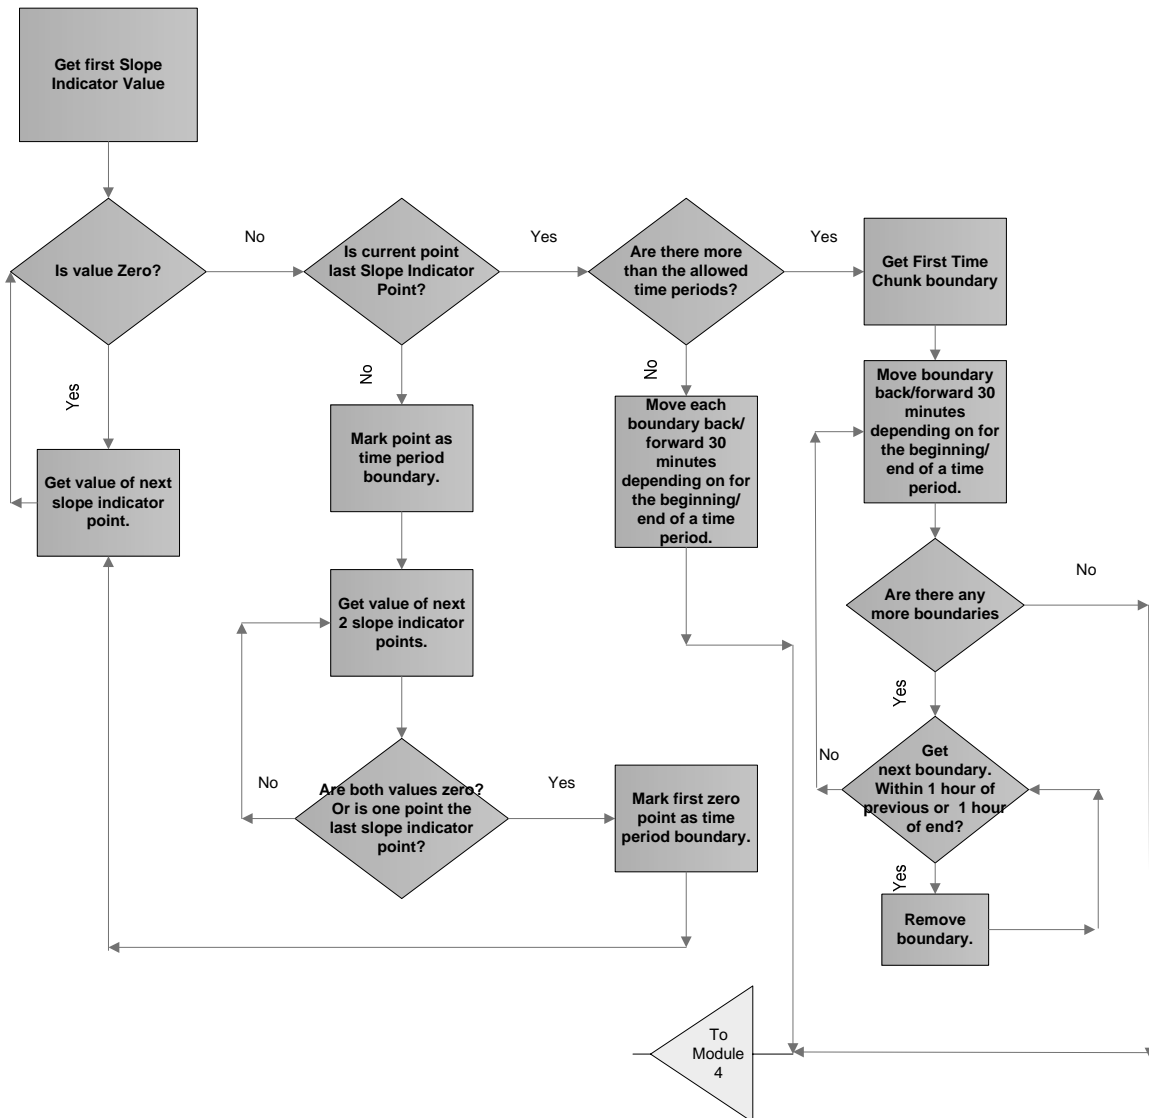 Get first Slope
Indicator Value
Is value Zero?
No
Is current point
last Slope Indicator
Point?
Yes
Are there more
than the allowed
time periods?
Yes
Get First Time
Chunk boundary
Yes
Get value of next
slope indicator
point.
No
Mark point as
time period
boundary.
Get value of next
2 slope indicator
points.
No
Are both values zero?
Or is one point the
last slope indicator
point?
Yes
Mark first zero
point as time
period boundary.
No
Move each
boundary back/
forward 30
minutes
depending on for
the beginning/
end of a time
period.
Move boundary
back/forward 30
minutes
depending on for
the beginning/
end of a time
period.
Are there any
more boundaries
No
Yes
Get
next boundary.
Within 1 hour of
previous or  1 hour
of end?
No
Yes
Remove
boundary.
To
Module
4